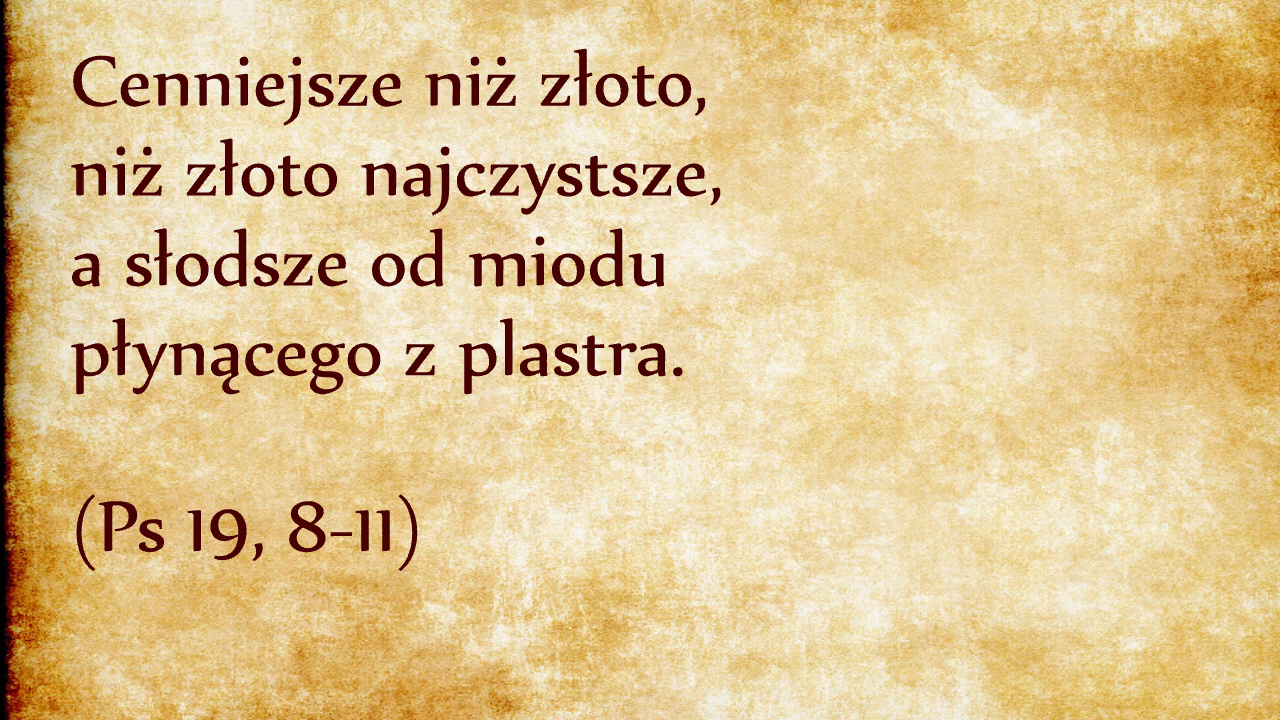 Cenniejsze niż złoto,
niż złoto najczystsze,
a słodsze od miodu
płynącego z plastra.
(Ps 19, 8-11)